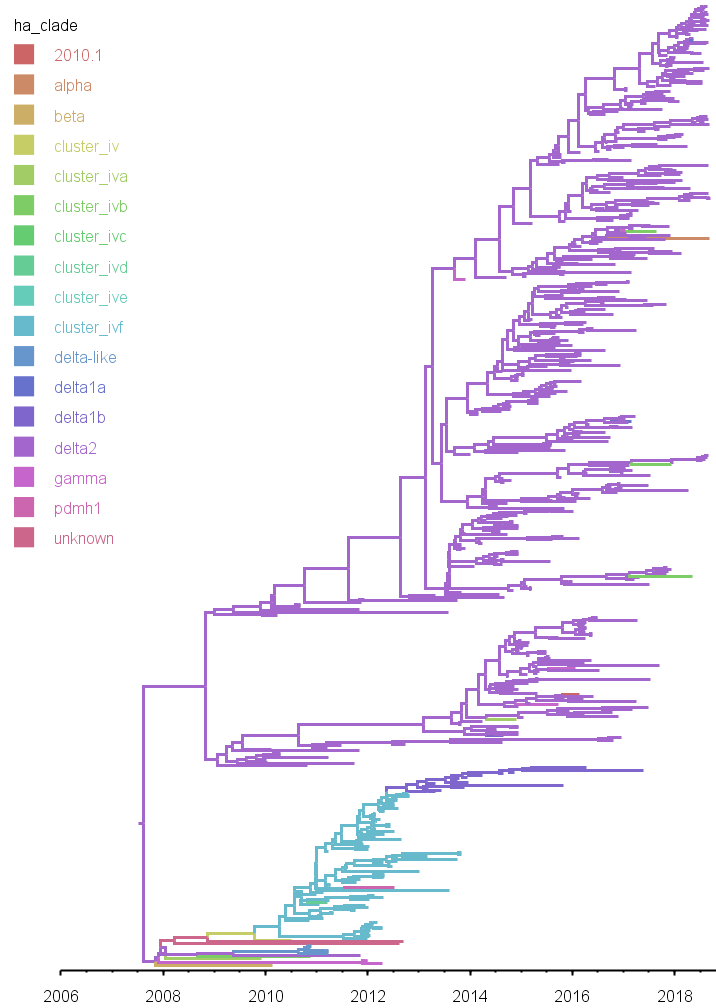 ha_clade
2010.1
alpha
beta
cluster_iv
cluster_iva
cluster_ivb
cluster_ivc
cluster_ivd
cluster_ive
cluster_ivf
delta-like
delta1a
delta1b
delta2
gamma
pdmh1
unknown
2006 2008 2010 2012 2014 2016 2018